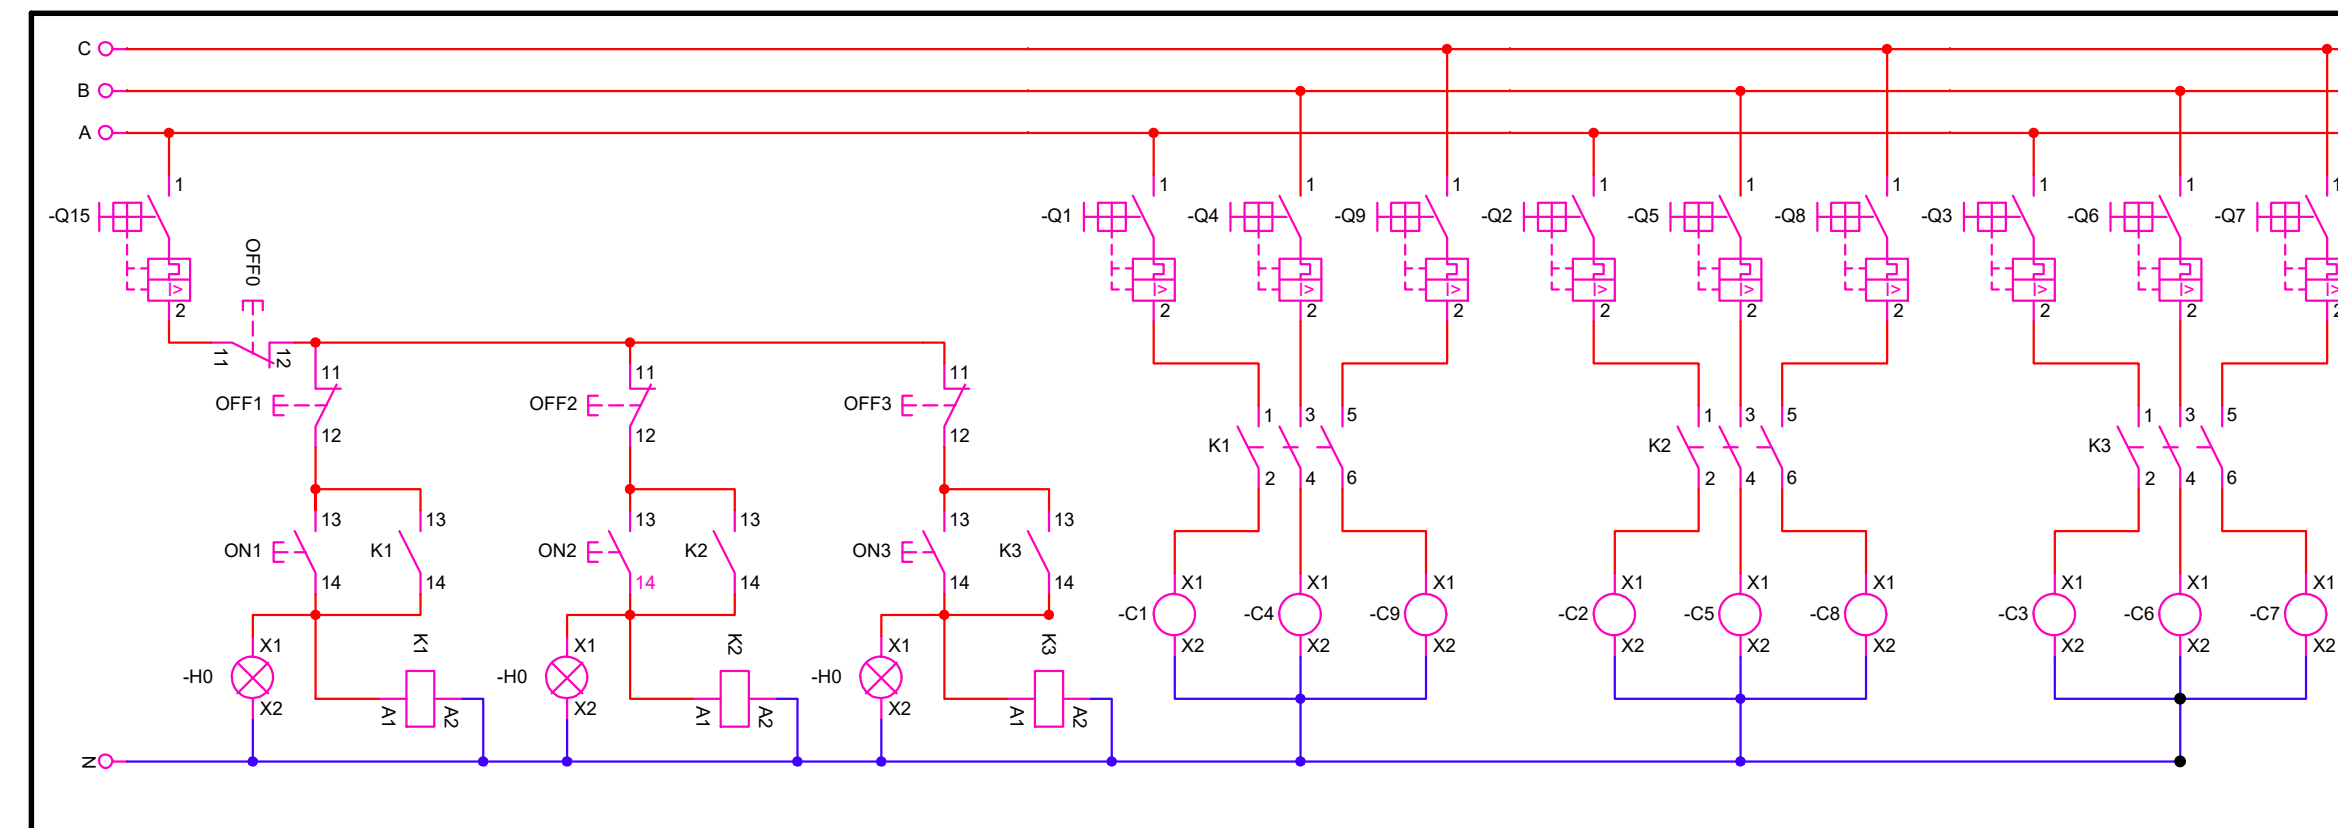 C
B
A
1 1 1 1 1 1 1 1 1 1
-Q15 -Q1 -Q4 -Q9 -Q2 -Q5 -Q8 -Q3 -Q6 -Q7
OFF0
I> I> I> I> I> I> I> I> I> I>
2 2 2 2 2 2 2 2 2 2
11 12
11 11 11
OFF1 OFF2 OFF3
12 12 12
1 3 5 1 3 5 1 3 5
K1 K2 K3
2 4 6 2 4 6 2 4 6
13 13 13 13 13 13
ON1 K1 ON2 K2 ON3 K3
14 14 14 14 14 14
X1 X1 X1 X1 X1 X1 X1 X1 X1
-C1 -C4 -C9 -C2 -C5 -C8 -C3 -C6 -C7
X2 X2 X2 X2 X2 X2 X2 X2 X2
X1 K1 X1 K2 X1 K3
-H0 -H0 -H0
X2 A1 A2 X2 A1 A2 X2 A1 A2
N